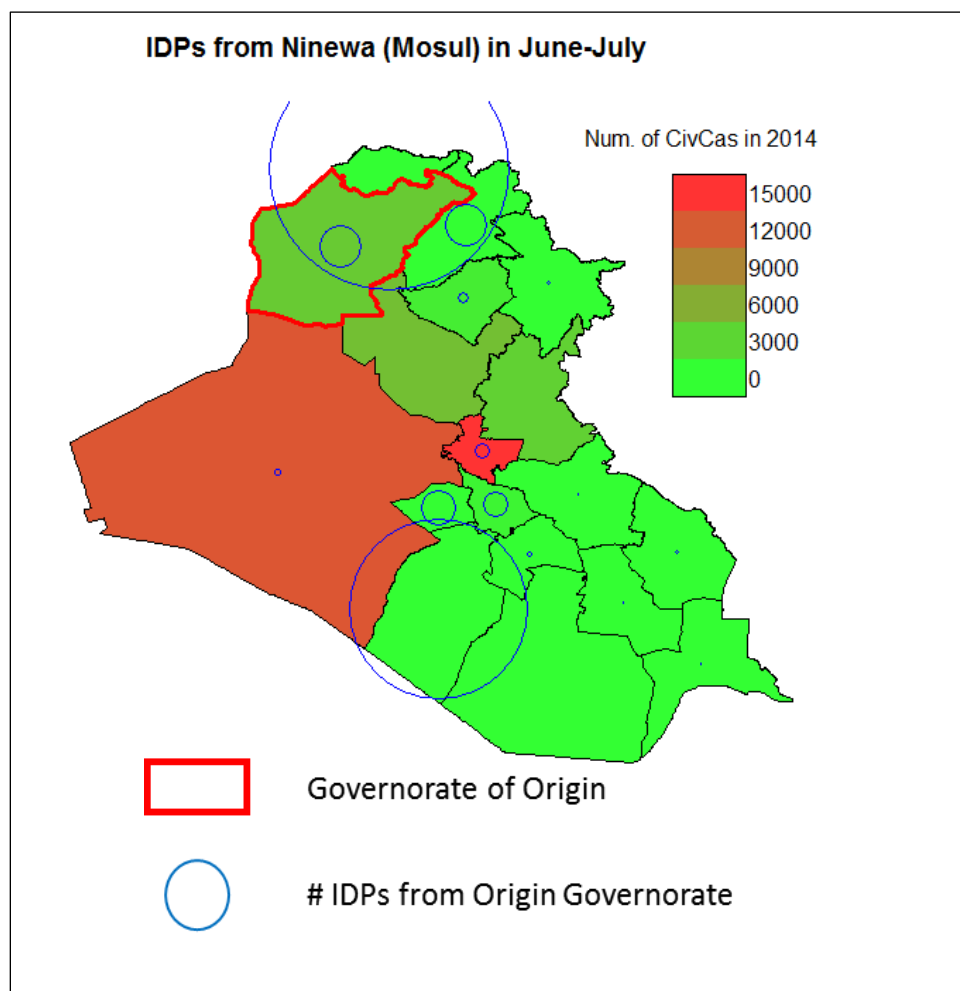 IDPs from Ninewa (Mosul) in June-July
Num. of CivCas in 2014
15000
12000
9000
6000
3000
0
Governorate of Origin
# IDPs from Origin Governorate